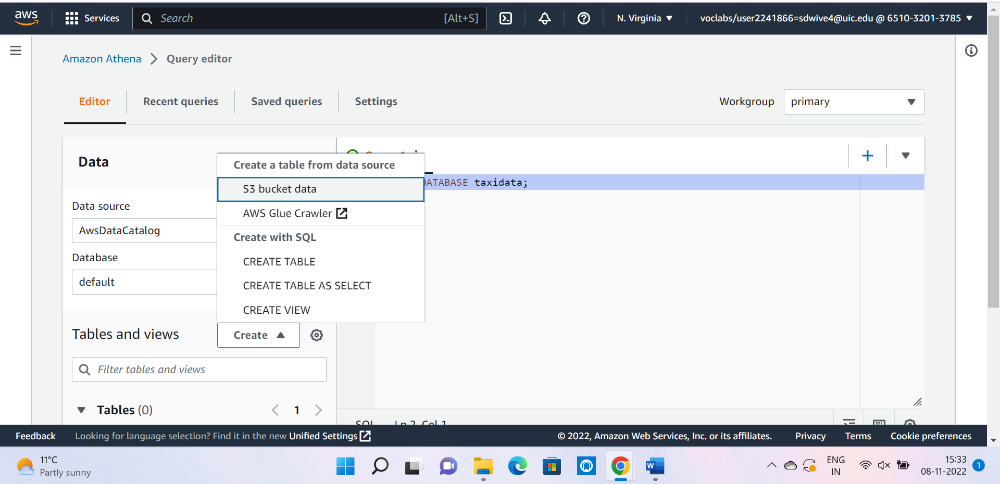 aws
Services
Search
[Alt+S]
N. Virginia
voclabs/user2241866=sdwive4@uic.edu @ 6510-3201-3785
Amazon Athena
Query editor
Editor
Recent queries
Saved queries
Settings
Workgroup
primary
Data
Create a table from data source
DATABASE taxidata;
S3 bucket data
Data source
AWS Glue Crawler
AwsDataCatalog
Create with SQL
Database
CREATE TABLE
default
CREATE TABLE AS SELECT
CREATE VIEW
Tables and views
Create
Filter tables and views
Tables (0)
1
SQL
Ln 2, Col 1
Feedback
Looking for language selection? Find it in the new Unified Settings
© 2022, Amazon Web Services, Inc. or its affiliates.
Privacy
Terms
Cookie preferences
11°C
Partly sunny
W
ENG
IN
15:33
08-11-2022
1